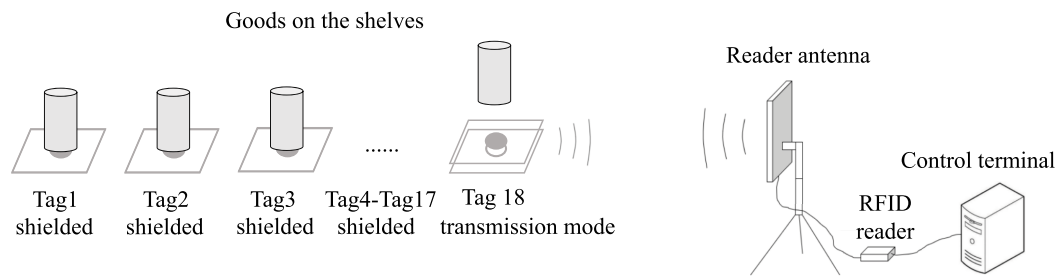 Goods on the shelves
Reader antenna
Control terminal
RFID
reader
......
Tag1
shielded
Tag2
shielded
Tag3
shielded
Tag4-Tag17
shielded
Tag 18
transmission mode